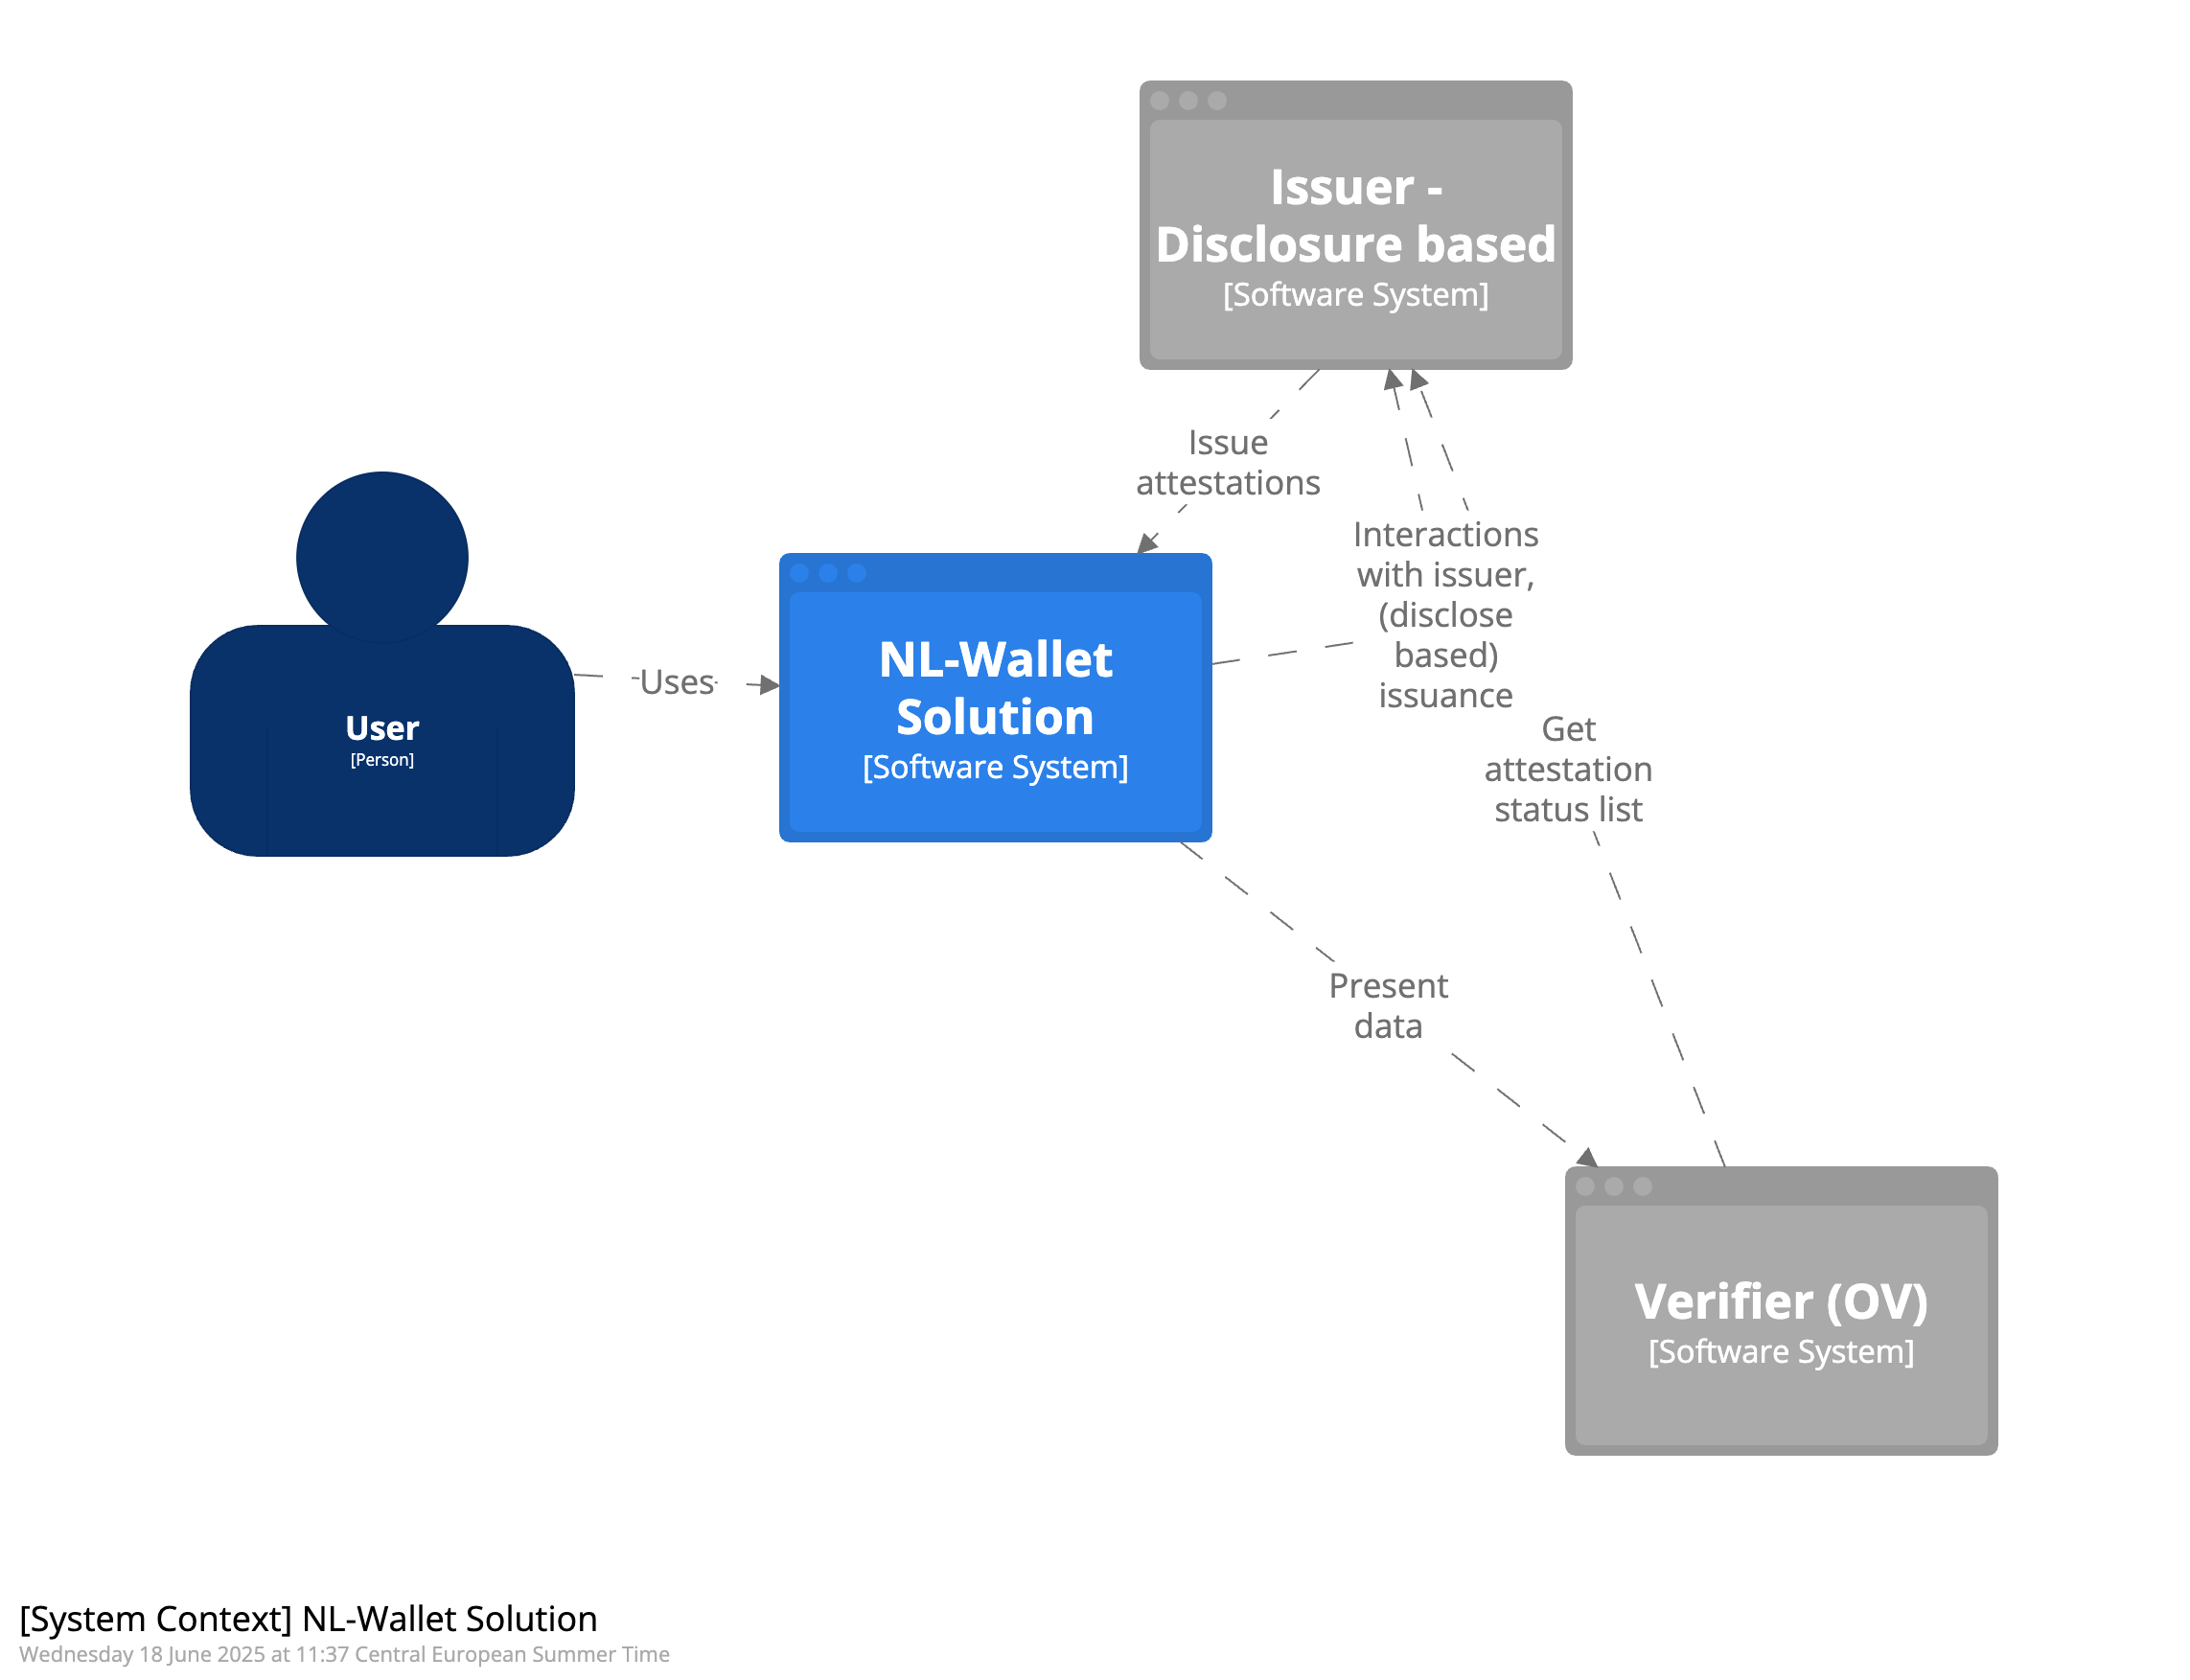 Issuer -
Disclosure based
[Software System]
Issue
attestations
Interactions
with issuer,
(disclose
based)
issuance
Uses
NL-Wallet
Solution
[Software System]
User
[Person]
Get
attestation
status list
Present
data
Verifier (OV)
[Software System]
[System Context] NL-Wallet Solution
Wednesday 18 June 2025 at 11:37 Central European Summer Time